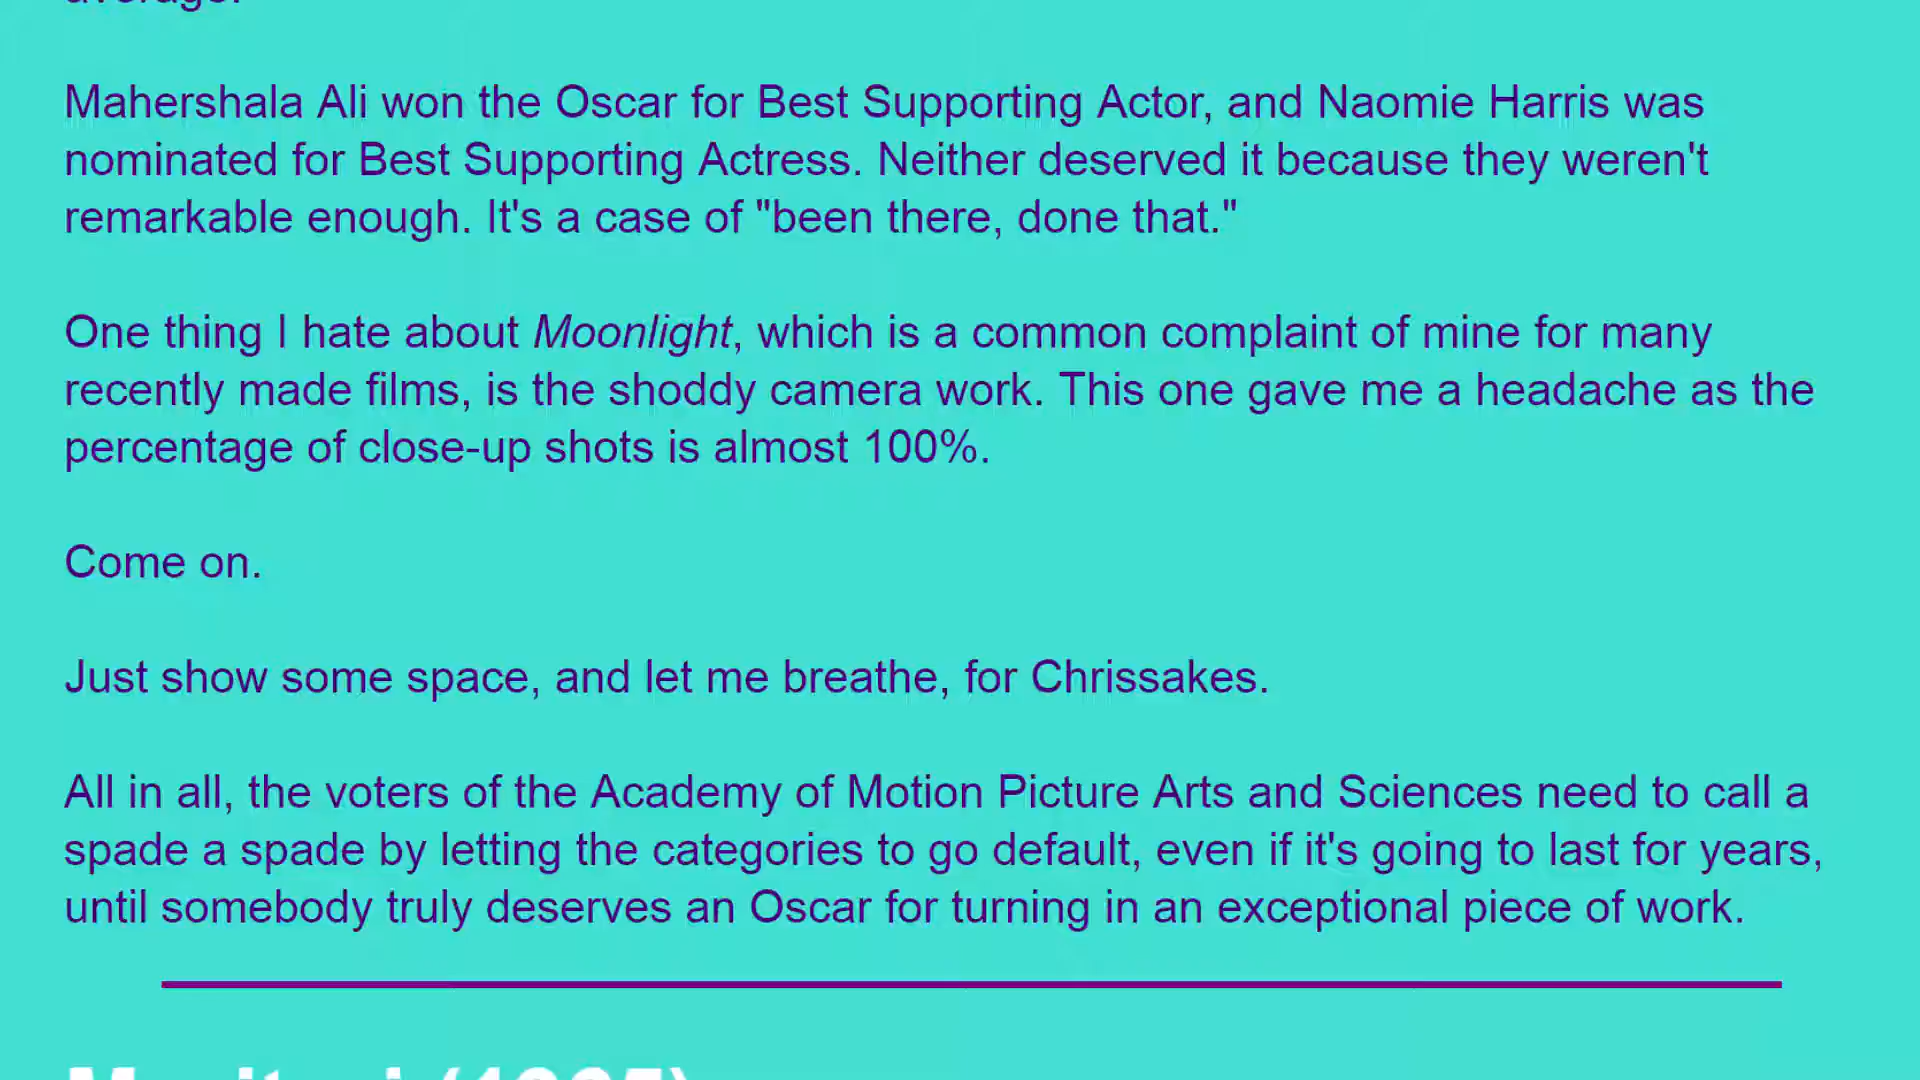 average.
Mahershala Ali won the Oscar for Best Supporting Actor, and Naomie Harris was
nominated for Best Supporting Actress. Neither deserved it because they weren't
remarkable enough. It's a case of "been there, done that."
One thing I hate about Moonlight, which is a common complaint of mine for many
recently made films, is the shoddy camera work. This one gave me a headache as the
percentage of close-up shots is almost 100%.
Come on.
Just show some space, and let me breathe, for Chrissakes.
All in all, the voters of the Academy of Motion Picture Arts and Sciences need to call a
spade a spade by letting the categories to go default, even if it's going to last for years,
until somebody truly deserves an Oscar for turning in an exceptional piece of work.